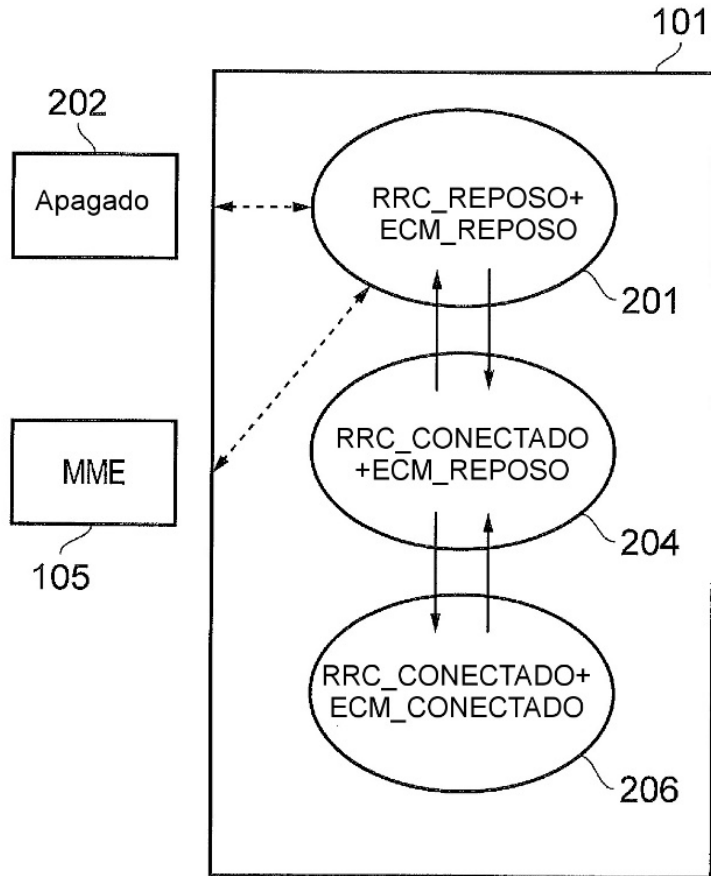 101
202
Apagado
RRC_REPOSO+
ECM_REPOSO
201
RRC_CONECTADO
+ECM_REPOSO
MME
204
105
RRC_CONECTADO+
ECM_CONECTADO
206